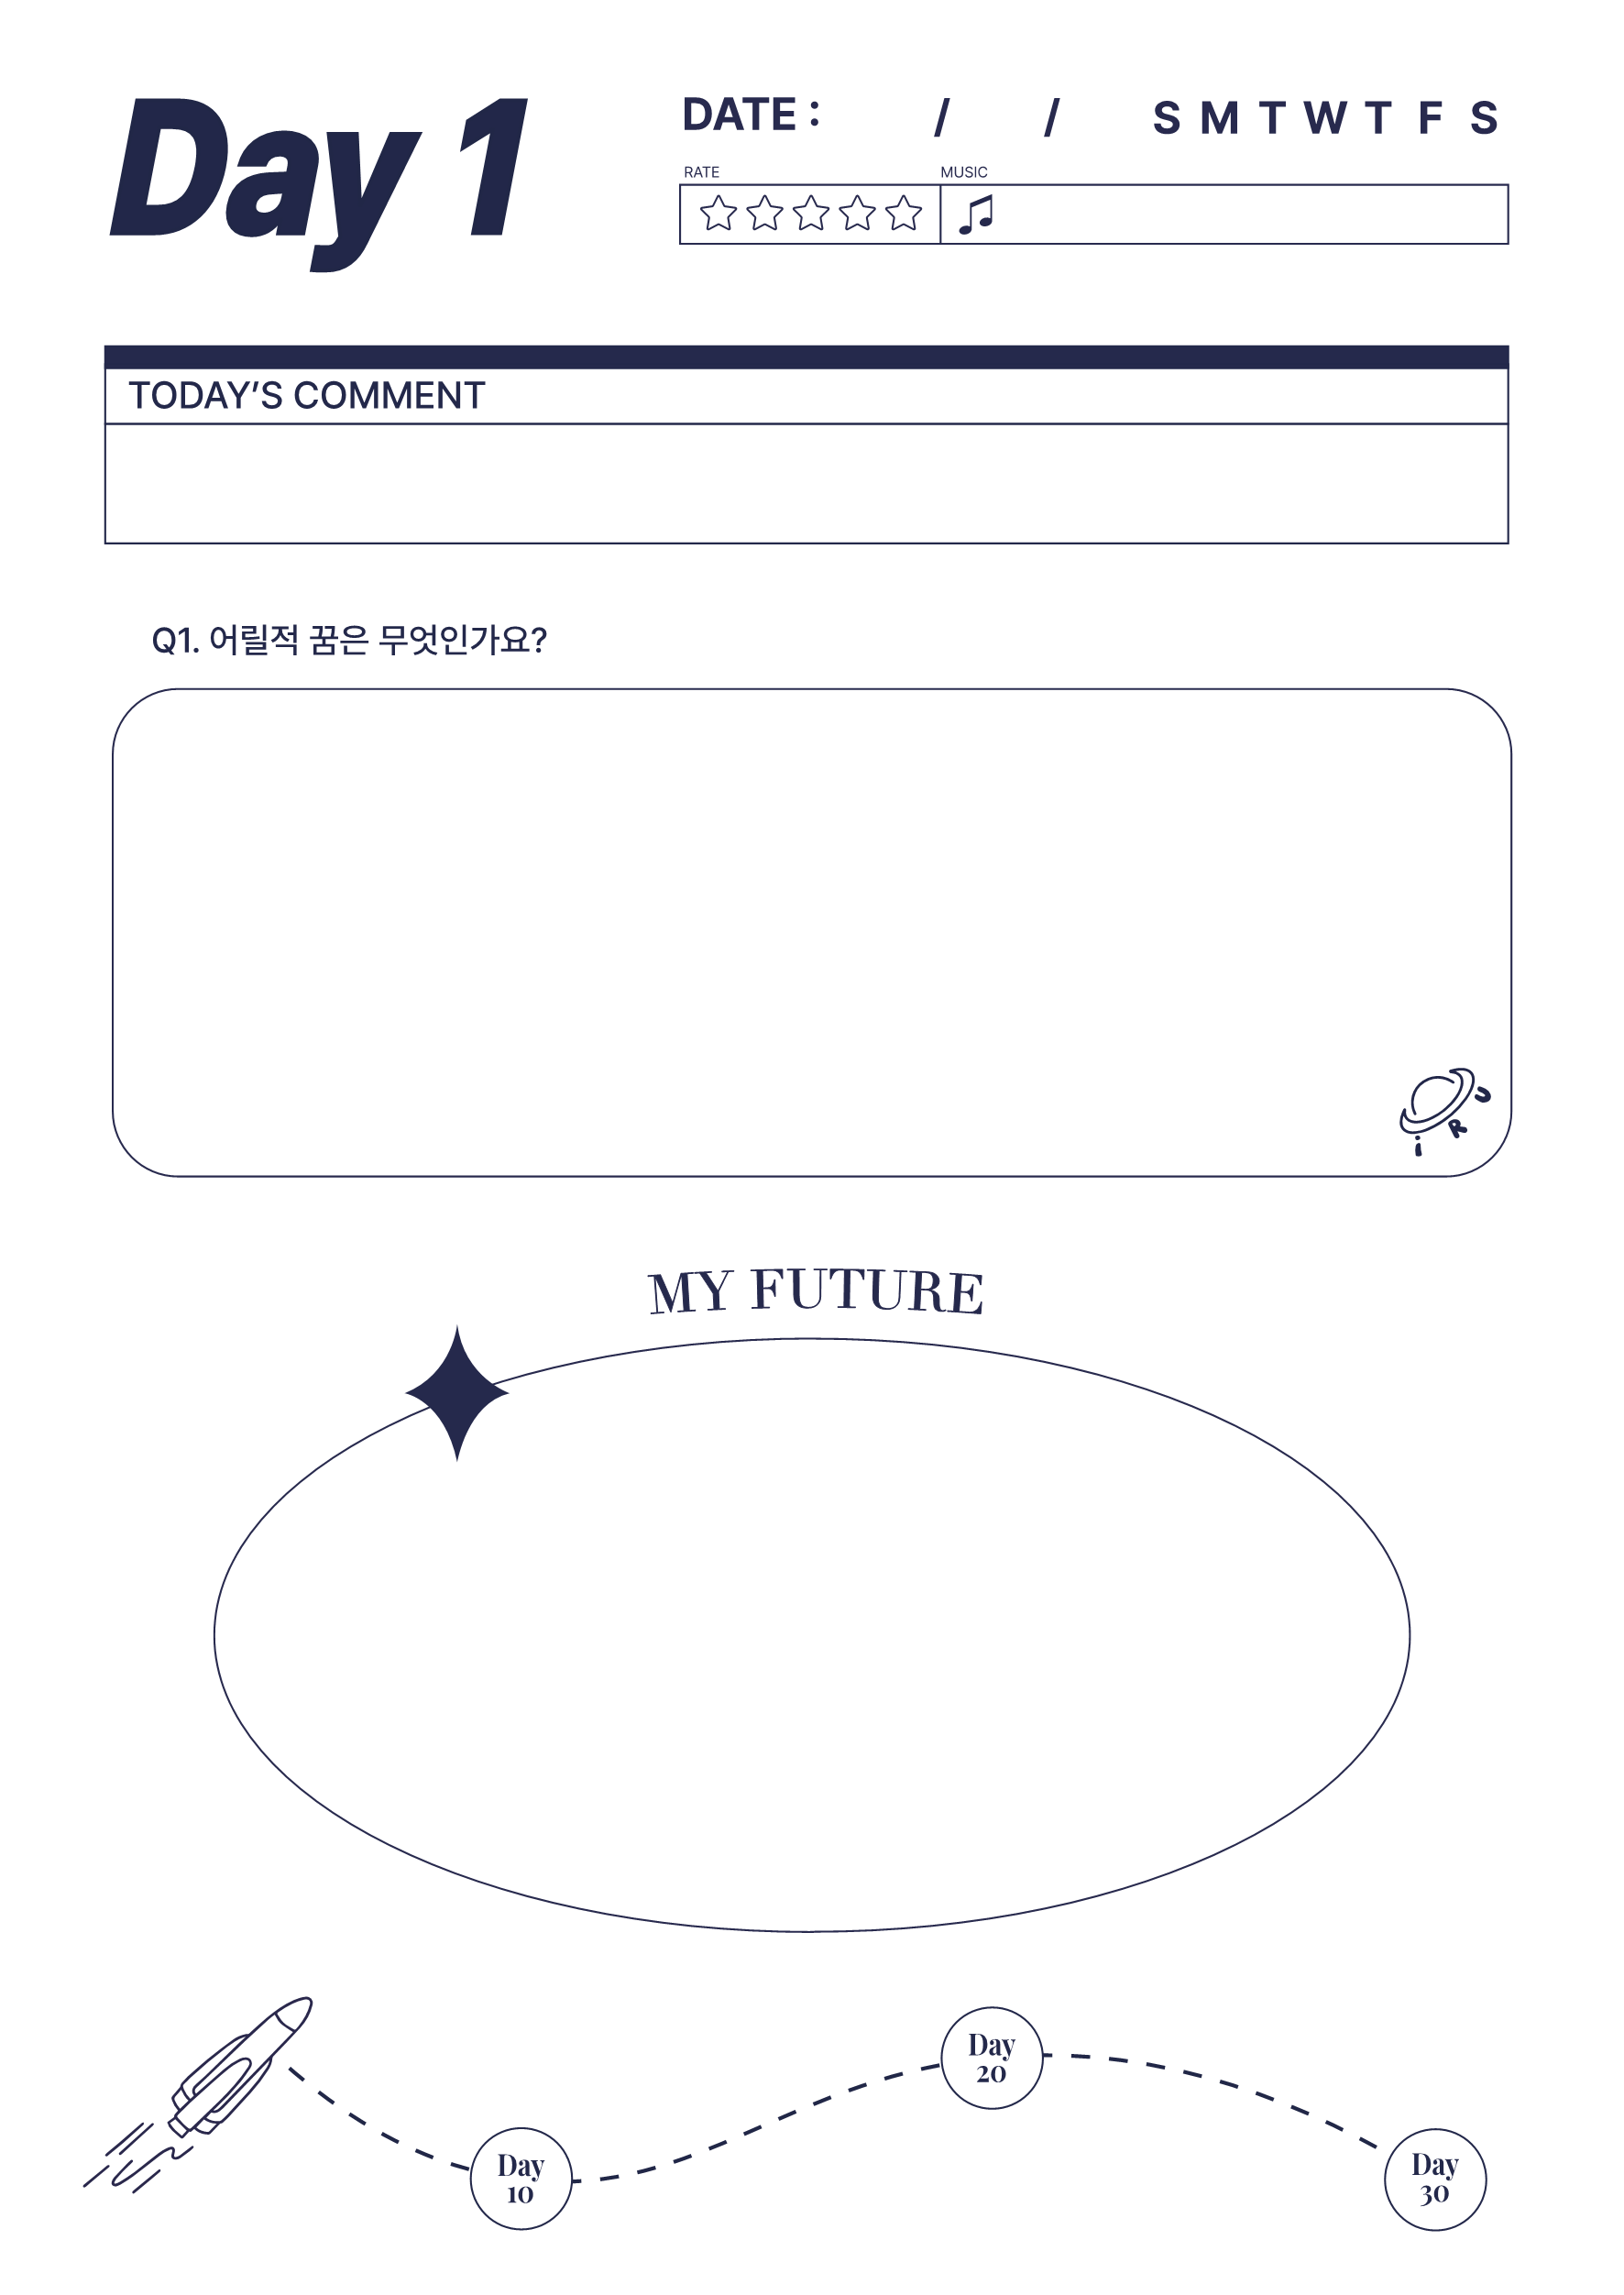 Day 1
DATE : / / S M T W T F S
RATE MUSIC
TODAY'S COMMENT
Q1. 어릴적 꿈은 무엇인가요?
i R U
MY FUTURE
Day
20
Day
10
Day
30